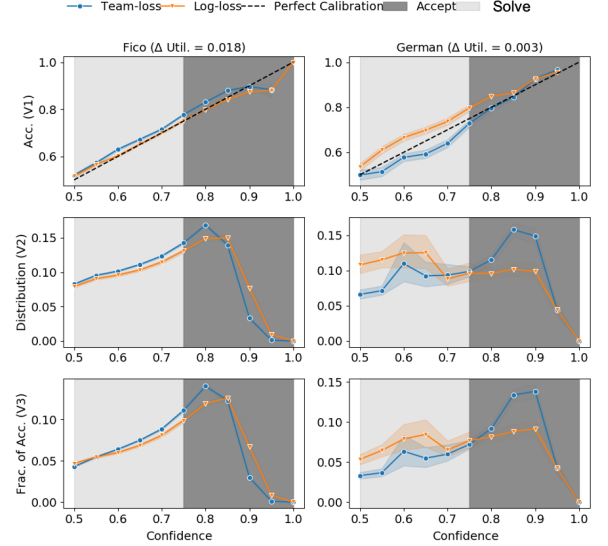 Team-loss Log-loss Perfect Calibration Accept Solve
Fico (Δ Util. = 0.018) German (Δ Util. = 0.003)
Acc. (V1)
1.0
0.8
0.6
0.5 0.6 0.7 0.8 0.9 1.0
1.0
0.8
0.6
0.5 0.6 0.7 0.8 0.9 1.0
Distribution (V2)
0.15
0.10
0.05
0.00
0.5 0.6 0.7 0.8 0.9 1.0
0.15
0.10
0.05
0.00
0.5 0.6 0.7 0.8 0.9 1.0
Frac. of Acc. (V3)
0.15
0.10
0.05
0.00
0.5 0.6 0.7 0.8 0.9 1.0
Confidence
0.15
0.10
0.05
0.00
0.5 0.6 0.7 0.8 0.9 1.0
Confidence